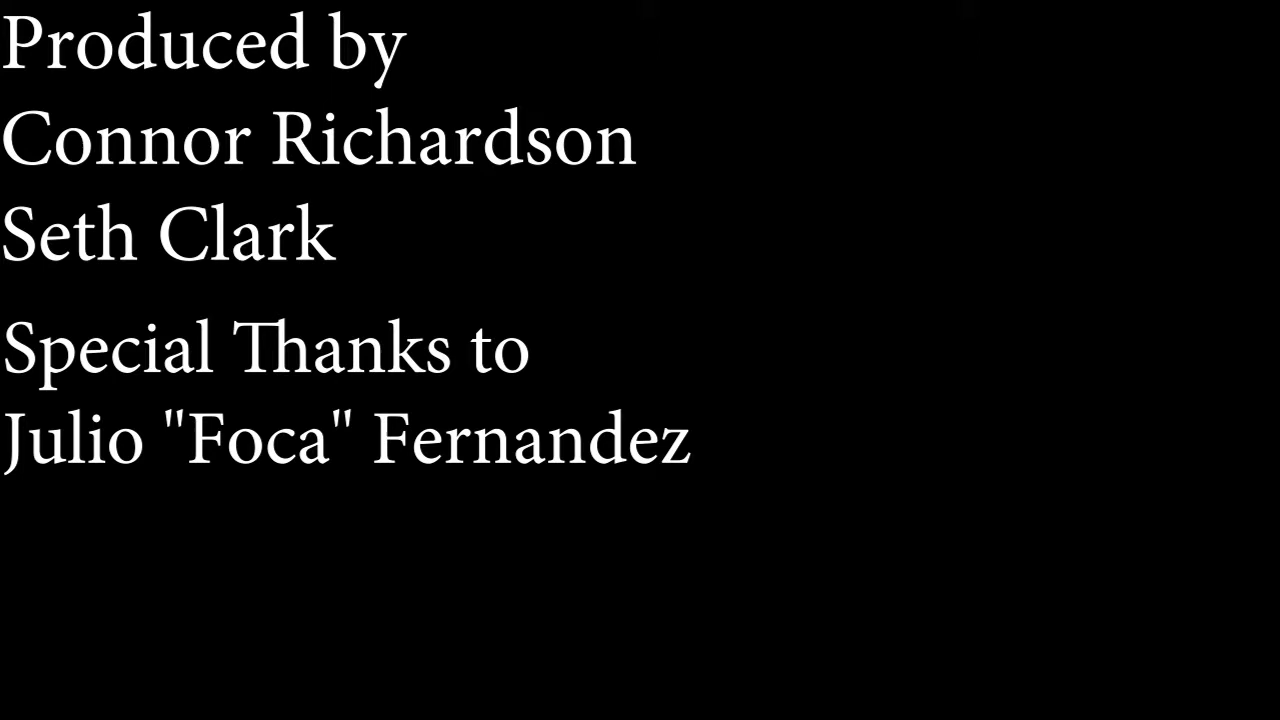 Produced by
Connor Richardson
Seth Clark
Special Thanks to
Julio "Foca" Fernandez